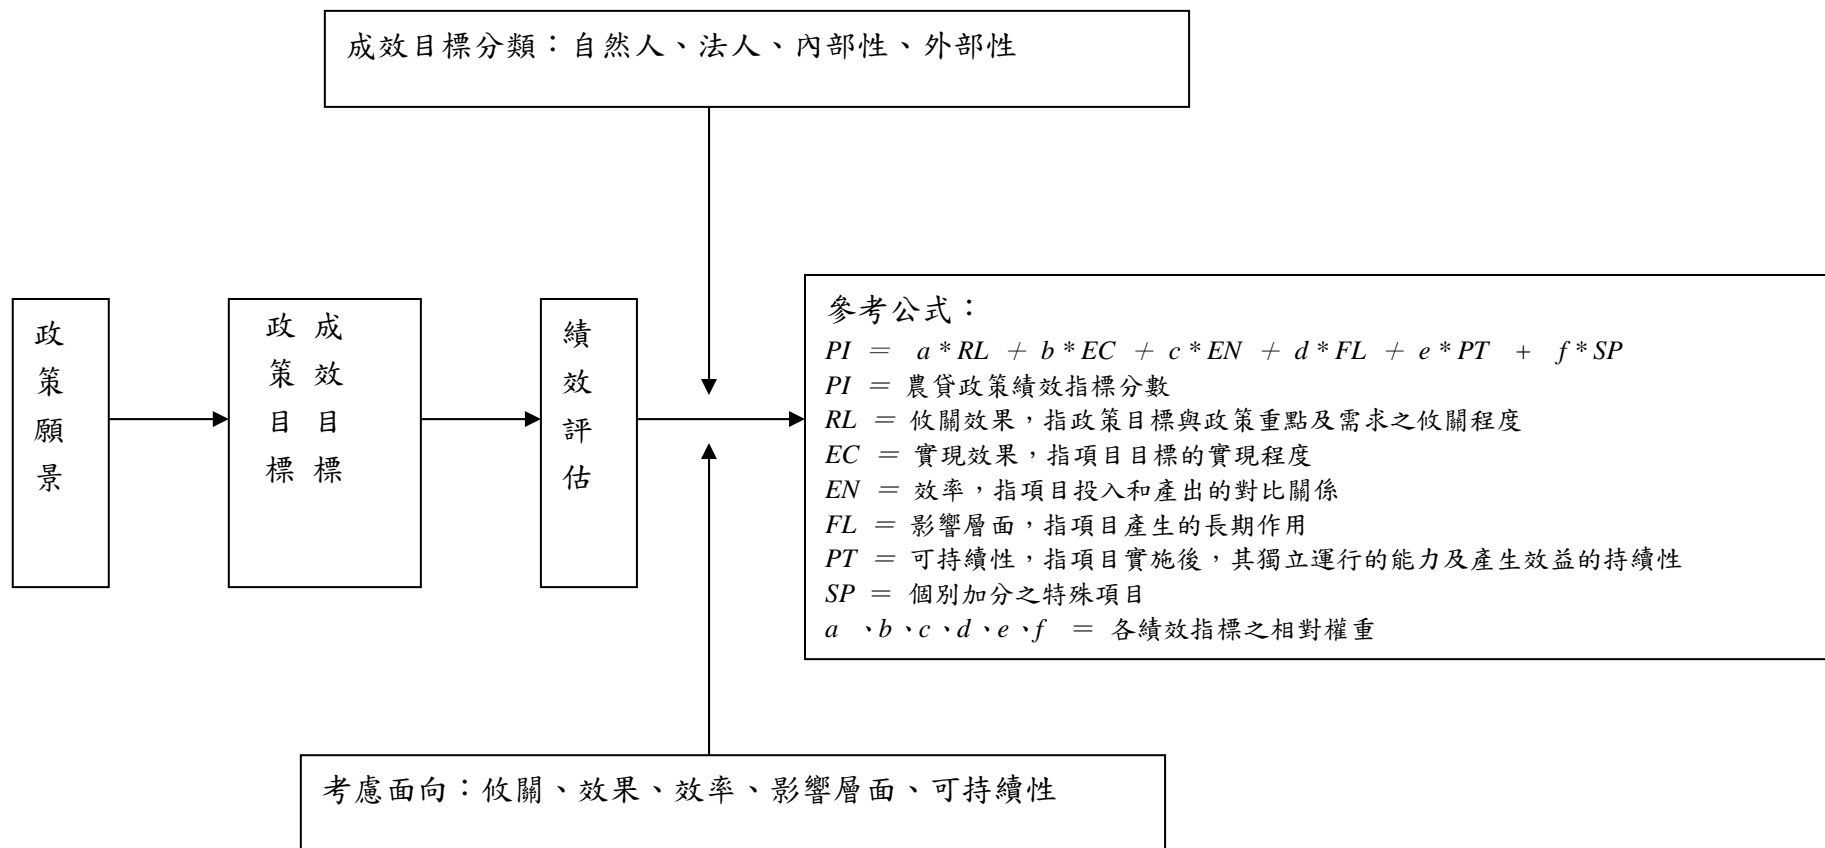 成效目標分類：自然人、法人、內部性、外部性
政策願景
政策目標
成效目標
績效評估
參考公式：
PI = a*RL + b*EC + c*EN + d*FL + e*PT + f*SP
PI = 農貸政策績效指標分數
RL = 攸關效果，指政策目標與政策重點及需求之攸關程度
EC = 實現效果，指項目目標的實現程度
EN = 效率，指項目投入和產出的對比關係
FL = 影響層面，指項目產生的長期作用
PT = 可持續性，指項目實施後，其獨立運行的能力及產生效益的持續性
SP = 個別加分之特殊項目
a 、b、c、d、e、f = 各績效指標之相對權重
考慮面向：攸關、效果、效率、影響層面、可持續性